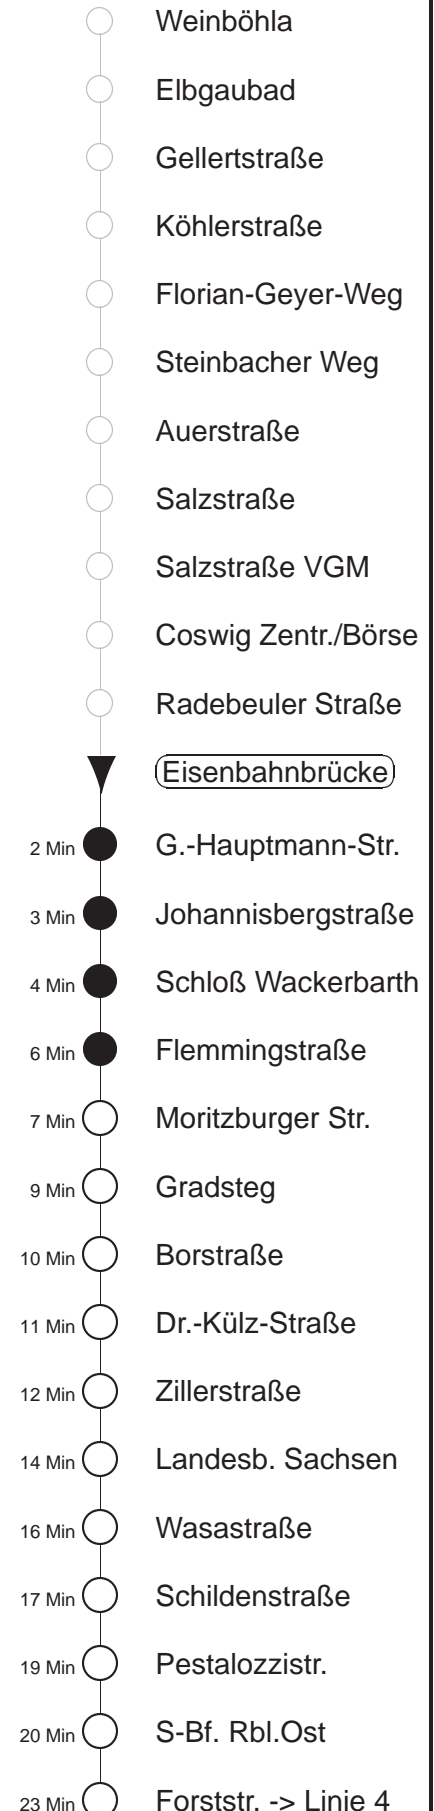 Weinböhla
Elbgaubad
Gellertstraße
Köhlerstraße
Florian-Geyer-Weg
Steinbacher Weg
Auerstraße
Salzstraße
Salzstraße VGM
Coswig Zentr./Börse
Radebeuler Straße
Eisenbahnbrücke
2 Min G.-Hauptmann-Str.
3 Min Johannisbergstraße
4 Min Schloß Wackerbarth
6 Min Flemmingstraße
7 Min Moritzburger Str.
9 Min Gradsteg
10 Min Borstraße
11 Min Dr.-Külz-Straße
12 Min Zillerstraße
14 Min Landesb. Sachsen
16 Min Wasastraße
17 Min Schildenstraße
19 Min Pestalozzistr.
20 Min S-Bf. Rbl.Ost
23 Min Forststr. -> Linie 4